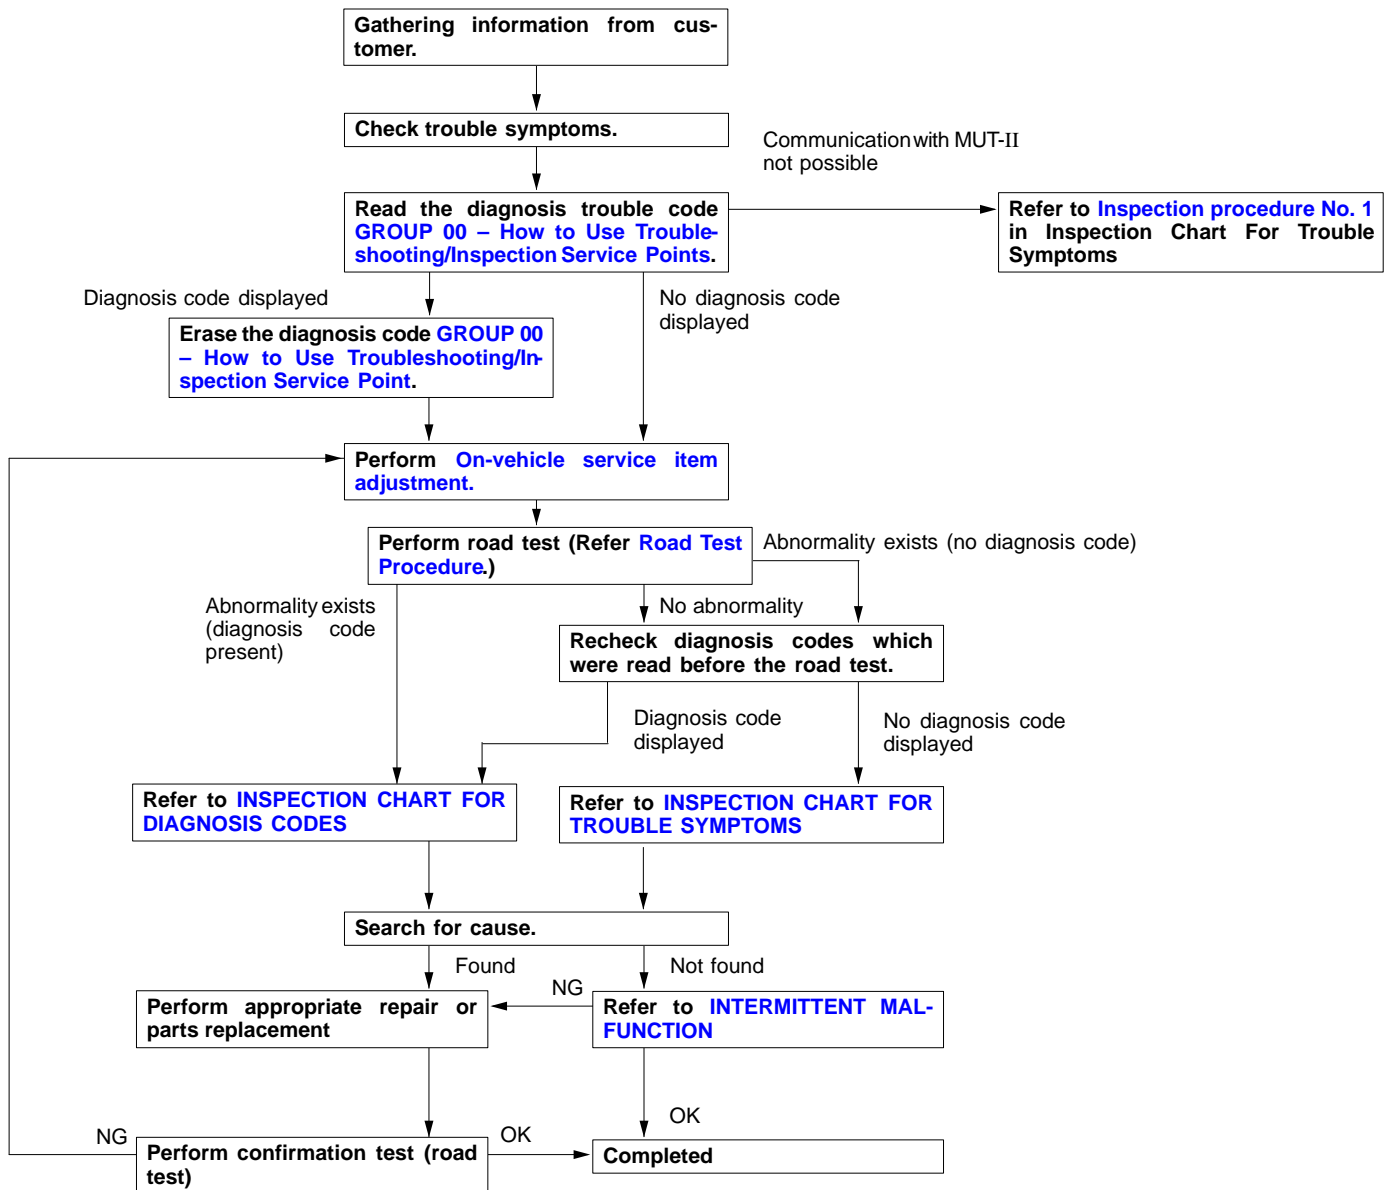 Gathering information from cus-
tomer.
Check trouble symptoms.
Communication with MUT-II
not possible
Read the diagnosis trouble code
GROUP 00 – How to Use Trouble-
shooting/Inspection Service Points.
Refer to Inspection procedure No. 1
in Inspection Chart For Trouble
Symptoms
Diagnosis code displayed
No diagnosis code
displayed
Erase the diagnosis code GROUP 00
– How to Use Troubleshooting/In-
spection Service Point.
Perform On-vehicle service item
adjustment.
Perform road test (Refer Road Test
Procedure.)
Abnormality exists (no diagnosis code)
Abnormality exists
(diagnosis code
present)
No abnormality
Recheck diagnosis codes which
were read before the road test.
Diagnosis code
displayed
No diagnosis code
displayed
Refer to INSPECTION CHART FOR
DIAGNOSIS CODES
Refer to INSPECTION CHART FOR
TROUBLE SYMPTOMS
Search for cause.
Found
Not found
Perform appropriate repair or
parts replacement
NG
Refer to INTERMITTENT MAL-
FUNCTION
OK
NG
Perform confirmation test (road
test)
OK
Completed